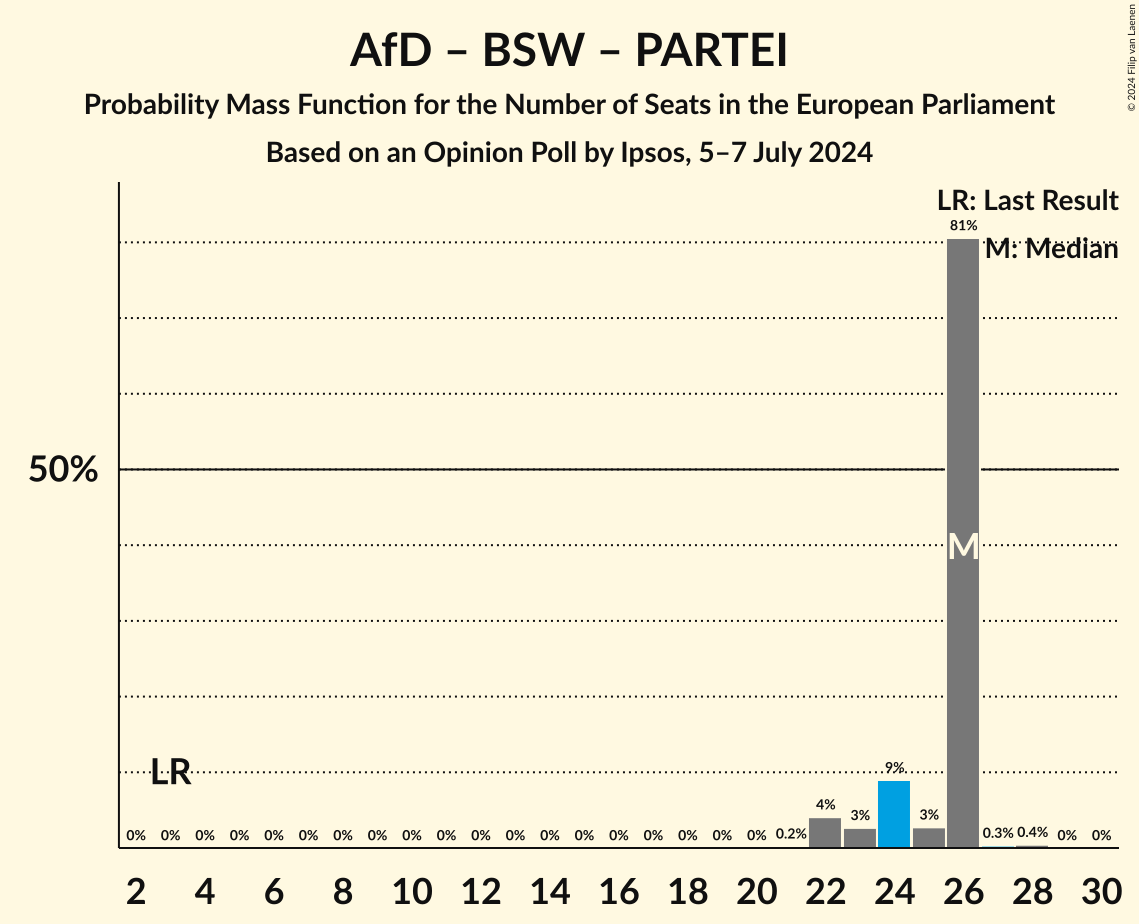 AfD – BSW – PARTEI
Probability Mass Function for the Number of Seats in the European Parliament
Based on an Opinion Poll by Ipsos, 5–7 July 2024
© 2024 Filip van Laenen
LR: Last Result
81%
M: Median
50%
M
LR
9%
4%
3%
3%
0% 0% 0% 0% 0% 0% 0% 0% 0% 0% 0% 0% 0% 0% 0% 0% 0% 0% 0% 0.2% 0.3% 0.4% 0% 0%
2 4 6 8 10 12 14 16 18 20 22 24 26 28 30